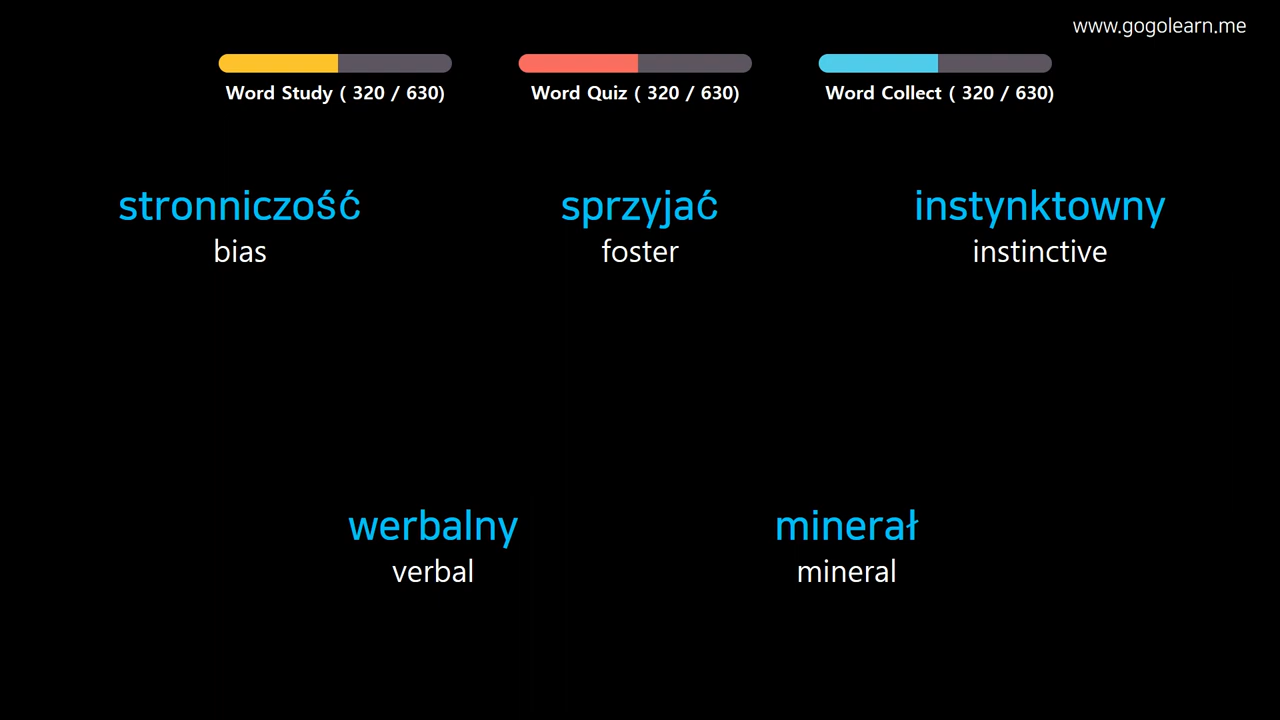 www.gogolearn.me
Word Study ( 320 / 630)
Word Quiz ( 320 / 630)
Word Collect ( 320 / 630)
stronniczość
bias
sprzyjać
foster
instynktowny
instinctive
werbalny
verbal
minerał
mineral